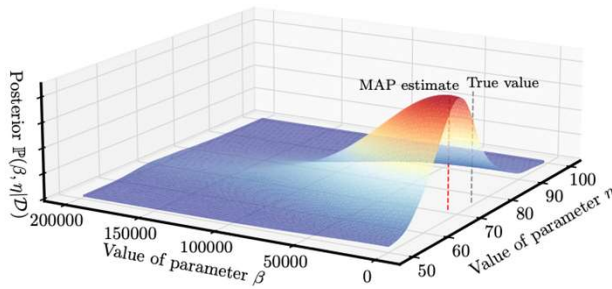 MAP estimate
True value
Posterior ℙ(β, η|𝒟)
200000
150000
100000
50000
0
Value of parameter β
50
60
70
80
90
100
Value of parameter η